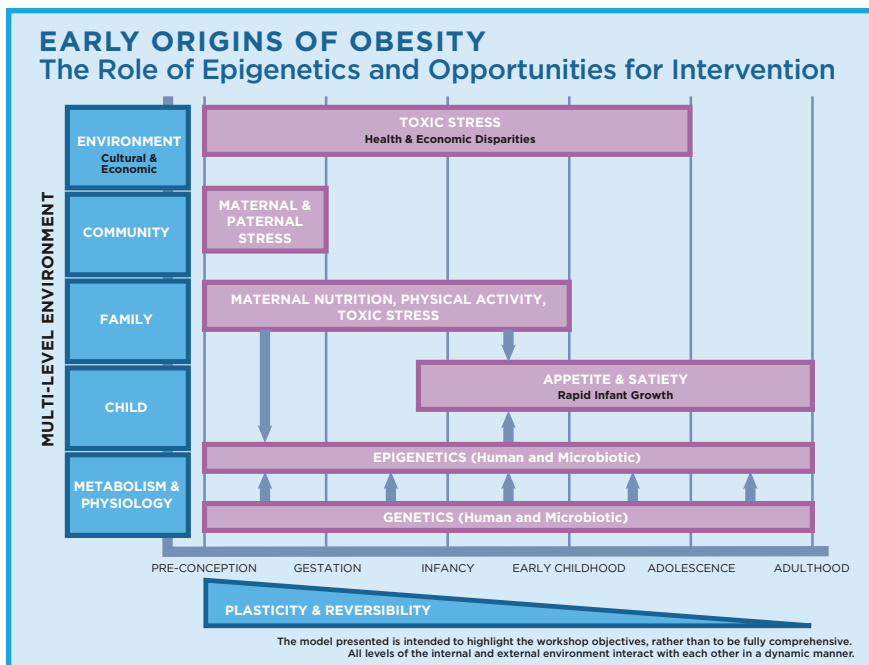 EARLY ORIGINS OF OBESITY
The Role of Epigenetics and Opportunities for Intervention
MULTI-LEVEL ENVIRONMENT
ENVIRONMENT
Cultural &
Economic
TOXIC STRESS
Health & Economic Disparities
COMMUNITY
MATERNAL &
PATERNAL
STRESS
FAMILY
MATERNAL NUTRITION, PHYSICAL ACTIVITY,
TOXIC STRESS
CHILD
APPETITE & SATIETY
Rapid Infant Growth
METABOLISM &
PHYSIOLOGY
EPIGENETICS (Human and Microbiotic)
GENETICS (Human and Microbiotic)
PRE-CONCEPTION
GESTATION
INFANCY
EARLY CHILDHOOD
ADOLESCENCE
ADULTHOOD
PLASTICITY & REVERSIBILITY
The model presented is intended to highlight the workshop objectives, rather than to be fully comprehensive.
All levels of the internal and external environment interact with each other in a dynamic manner.